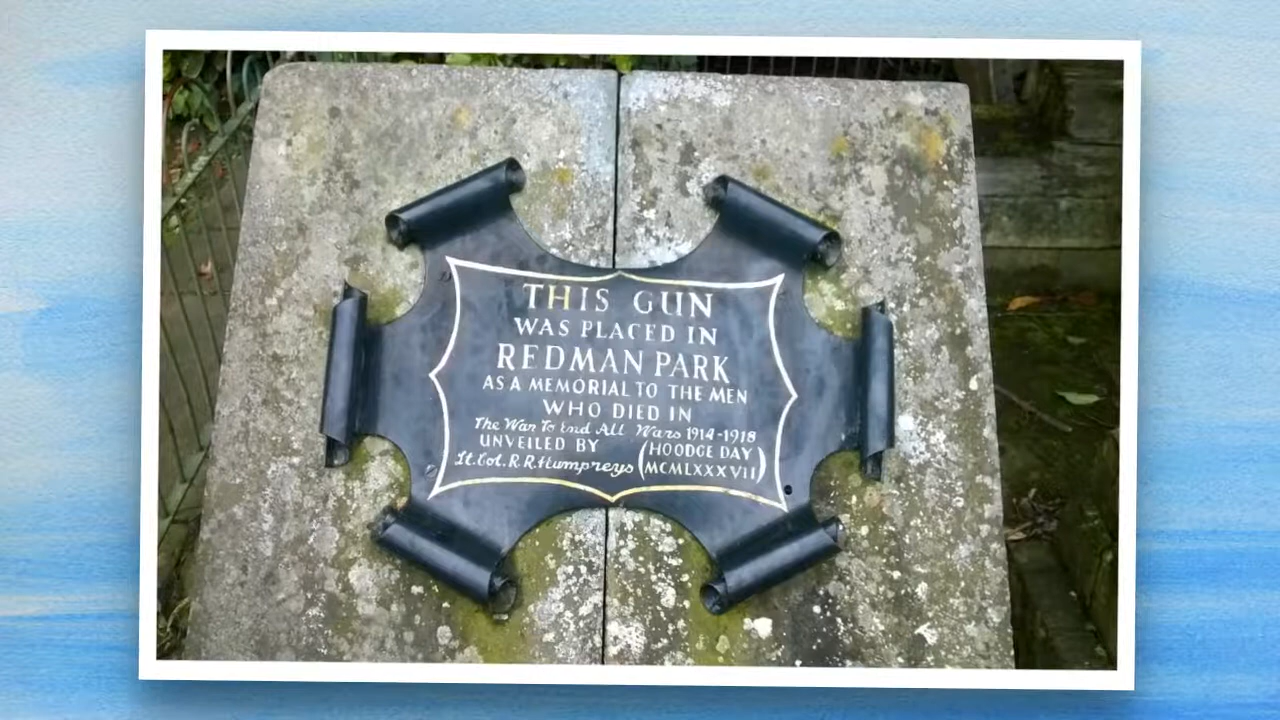 THIS GUN
WAS PLACED IN
REDMAN PARK
AS A MEMORIAL TO THE MEN
WHO DIED IN
The War To End All Wars 1914-1918
UNVEILED BY (HOODGE DAY
Lt. Col. R.R. Humpreys MCMLXXXVII)